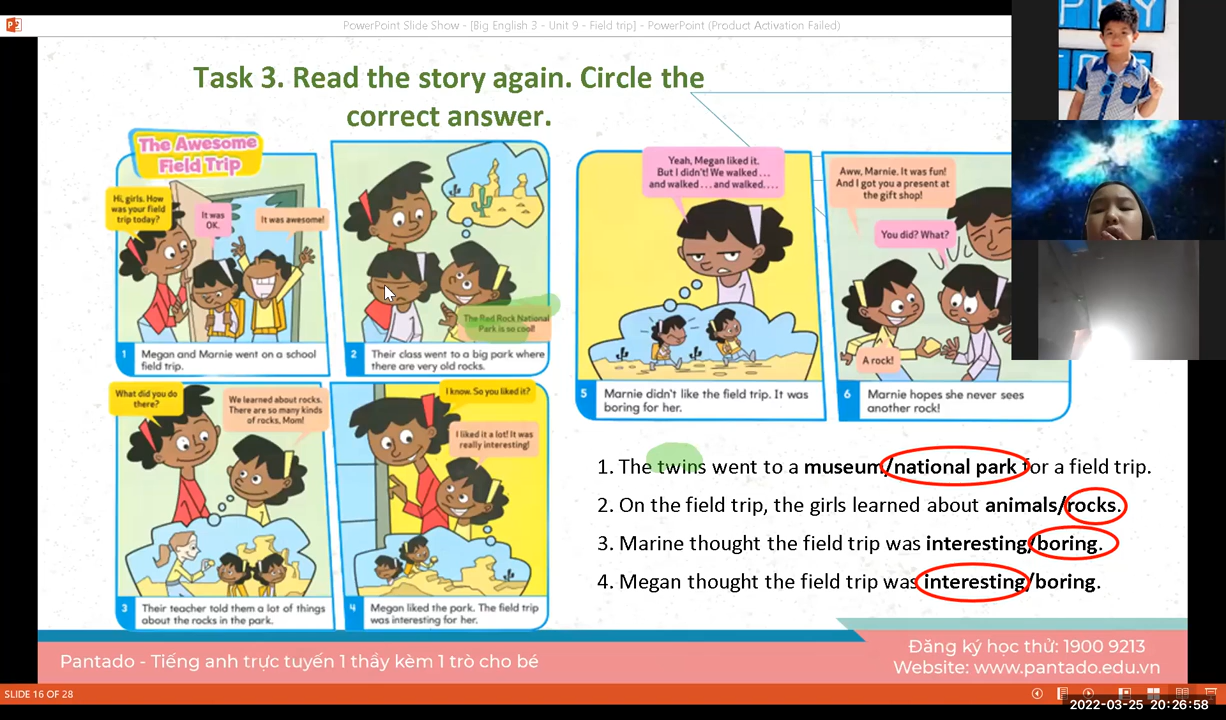 PowerPoint Slide Show - [Big English 3 - Unit 9 - Field trip] - PowerPoint (Product Activation Failed)
Task 3. Read the story again. Circle the
correct answer.
The Awesome
Field Trip
Hi, girls. How
was your field
trip today?
It was
OK.
It was awesome!
1 Megan and Marnie went on a school
field trip.
The Red Rock National
Park is so cool!
2 Their class went to a big park where
there are very old rocks.
What did you do
there?
We learned about rocks.
There are so many kinds
of rocks, Mom!
3 Their teacher told them a lot of things
about the rocks in the park.
I know. So you liked it?
I liked it a lot! It was
really interesting!
4 Megan liked the park. The field trip
was interesting for her.
Yeah, Megan liked it.
But I didn't! We walked...
and walked...and walked....
5 Marnie didn't like the field trip. It was
boring for her.
Aww, Marnie. It was fun!
And I got you a present at
the gift shop!
You did? What?
A rock!
6 Marnie hopes she never sees
another rock!
1. The twins went to a museum/national park for a field trip.
2. On the field trip, the girls learned about animals/rocks.
3. Marine thought the field trip was interesting/boring.
4. Megan thought the field trip was interesting/boring.
Pantado - Tiếng anh trực tuyến 1 thầy kèm 1 trò cho bé
Đăng ký học thử: 1900 9213
Website: www.pantado.edu.vn
SLIDE 16 OF 28
2022-03-25 20:26:58